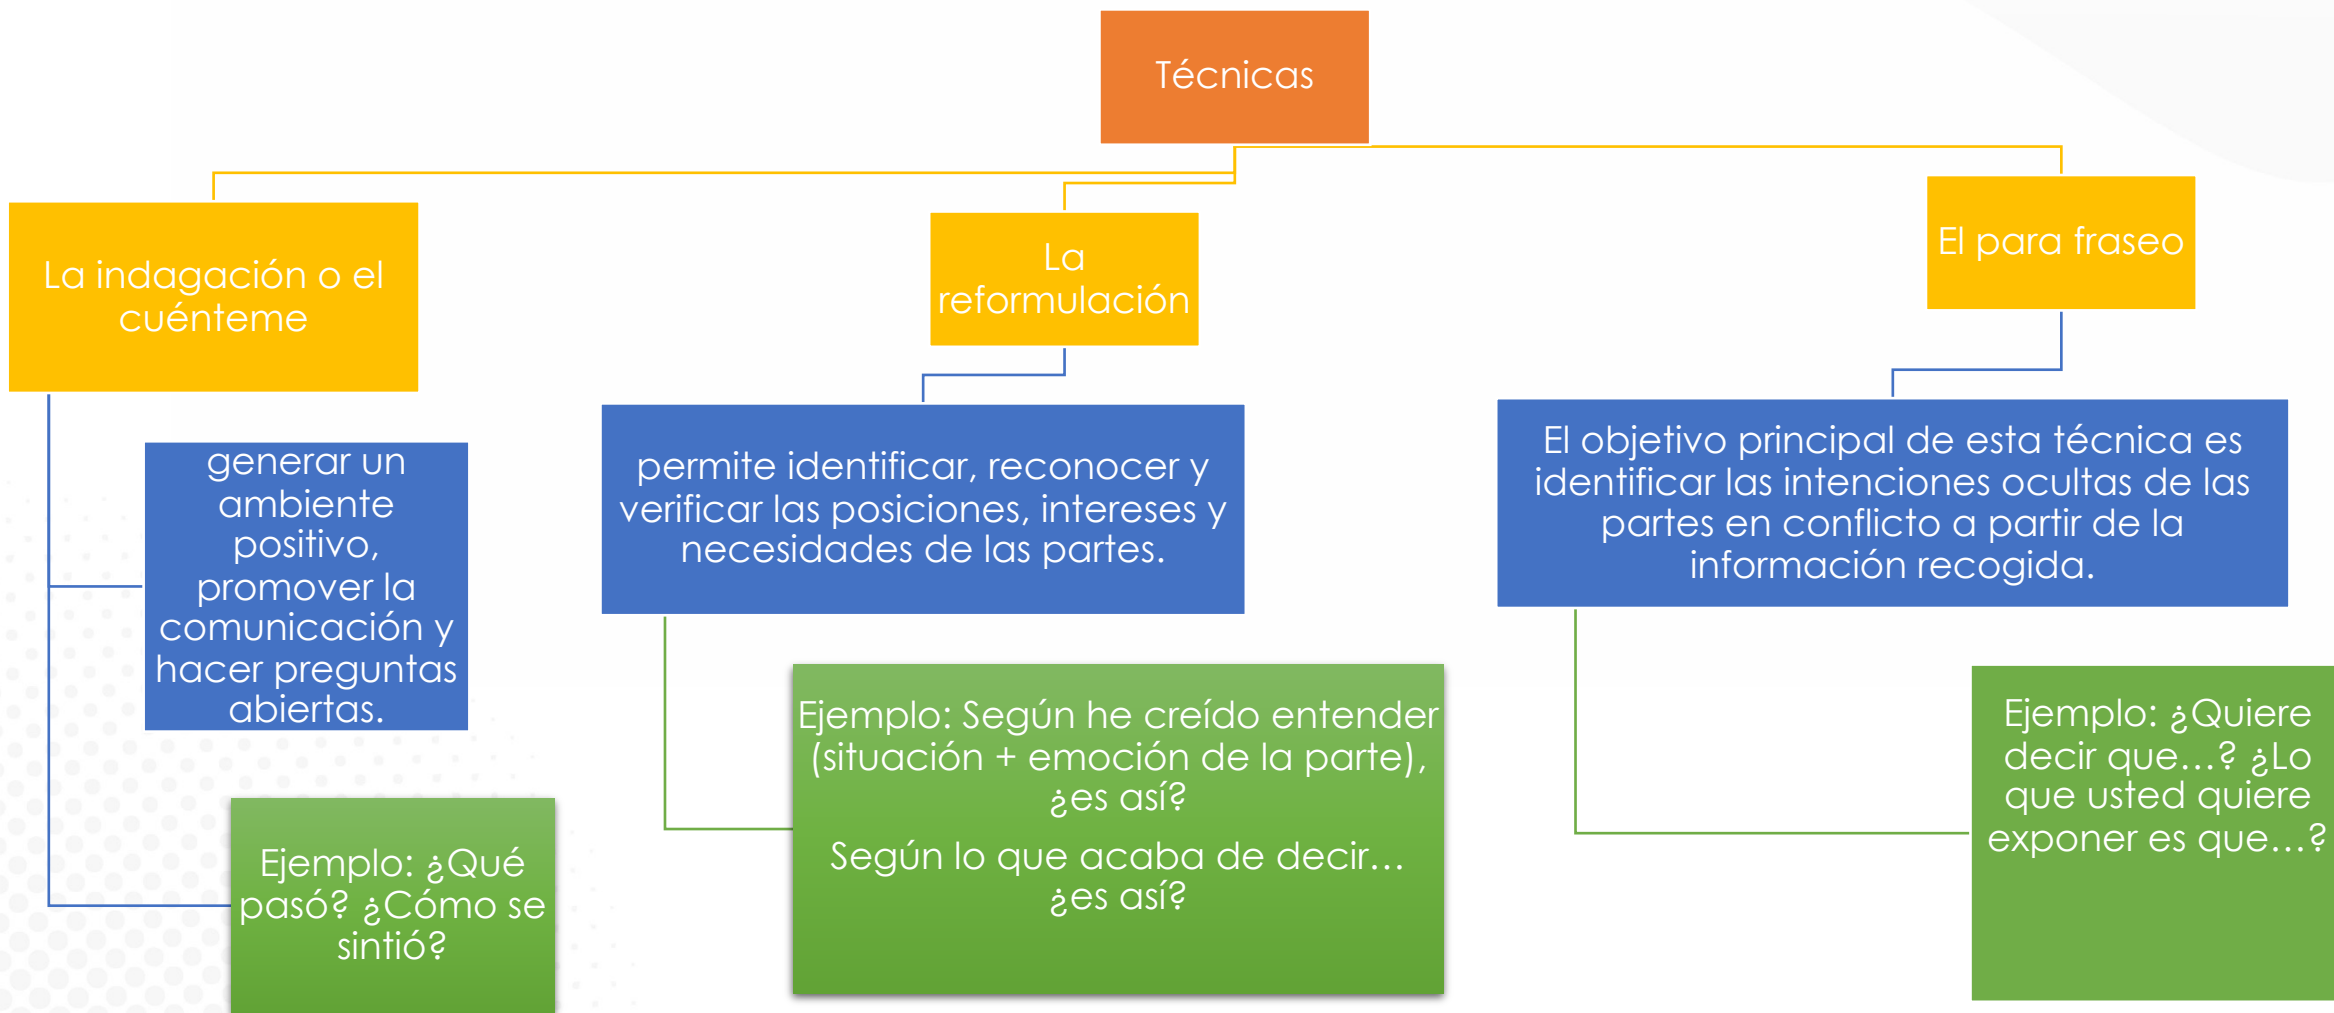 Técnicas
La indagación o el
cuénteme
generar un
ambiente
positivo,
promover la
comunicación y
hacer preguntas
abiertas.
Ejemplo: ¿Qué
pasó? ¿Cómo se
sintió?
La
reformulación
permite identificar, reconocer y
verificar las posiciones, intereses y
necesidades de las partes.
Ejemplo: Según he creído entender
(situación + emoción de la parte),
¿es así?
Según lo que acaba de decir…
¿es así?
El para fraseo
El objetivo principal de esta técnica es
identificar las intenciones ocultas de las
partes en conflicto a partir de la
información recogida.
Ejemplo: ¿Quiere
decir que…? ¿Lo
que usted quiere
exponer es que…?